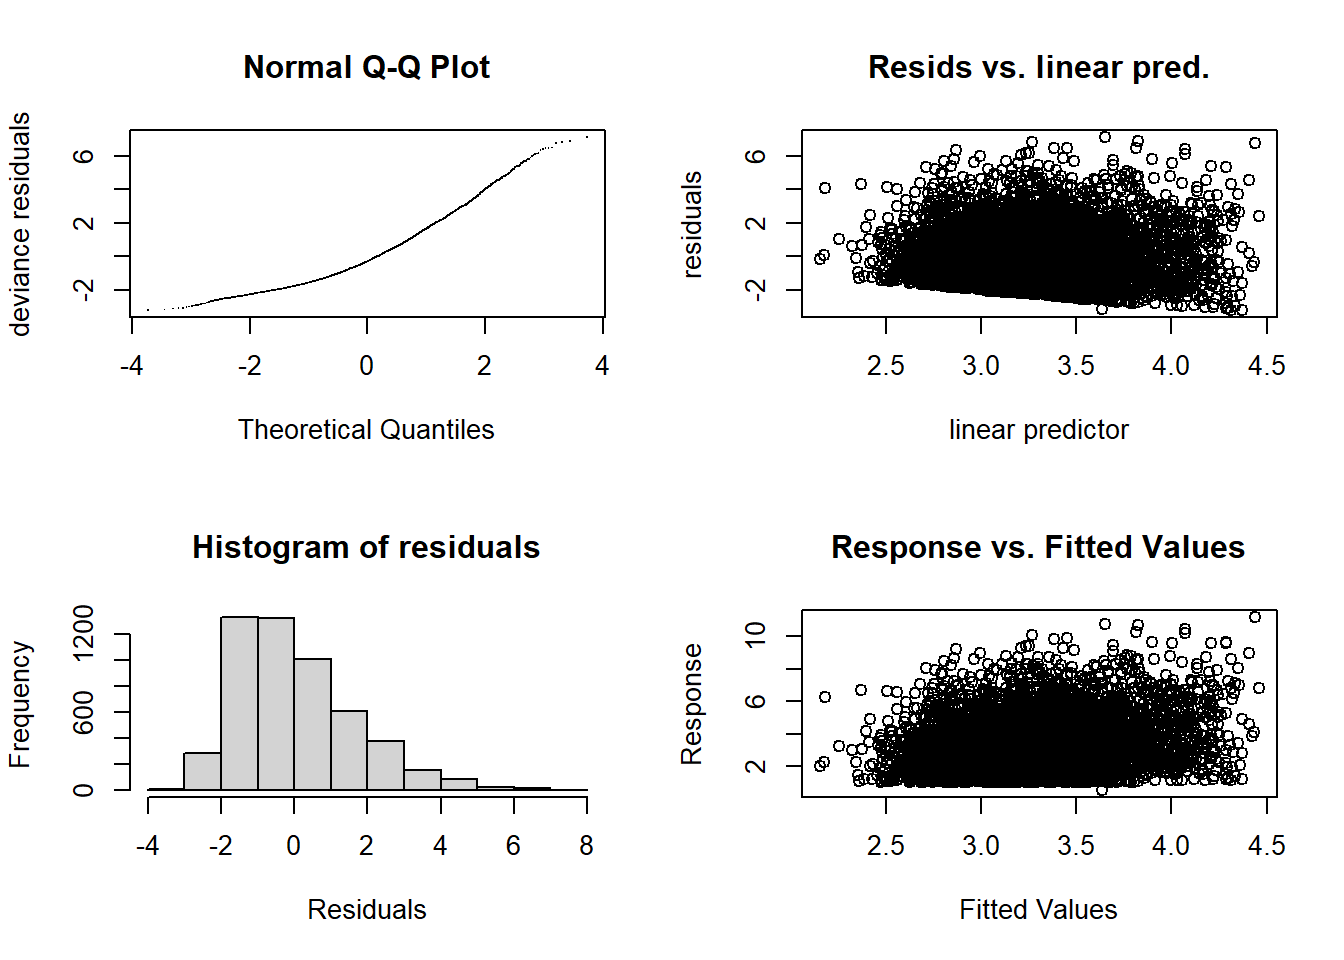 Normal Q-Q Plot
deviance residuals
6
2
-2
-4
-2
0
2
4
Theoretical Quantiles
Resids vs. linear pred.
residuals
6
2
-2
2.5
3.0
3.5
4.0
4.5
linear predictor
Histogram of residuals
Frequency
1200
600
0
-4
-2
0
2
4
6
8
Residuals
Response vs. Fitted Values
Response
10
6
2
2.5
3.0
3.5
4.0
4.5
Fitted Values